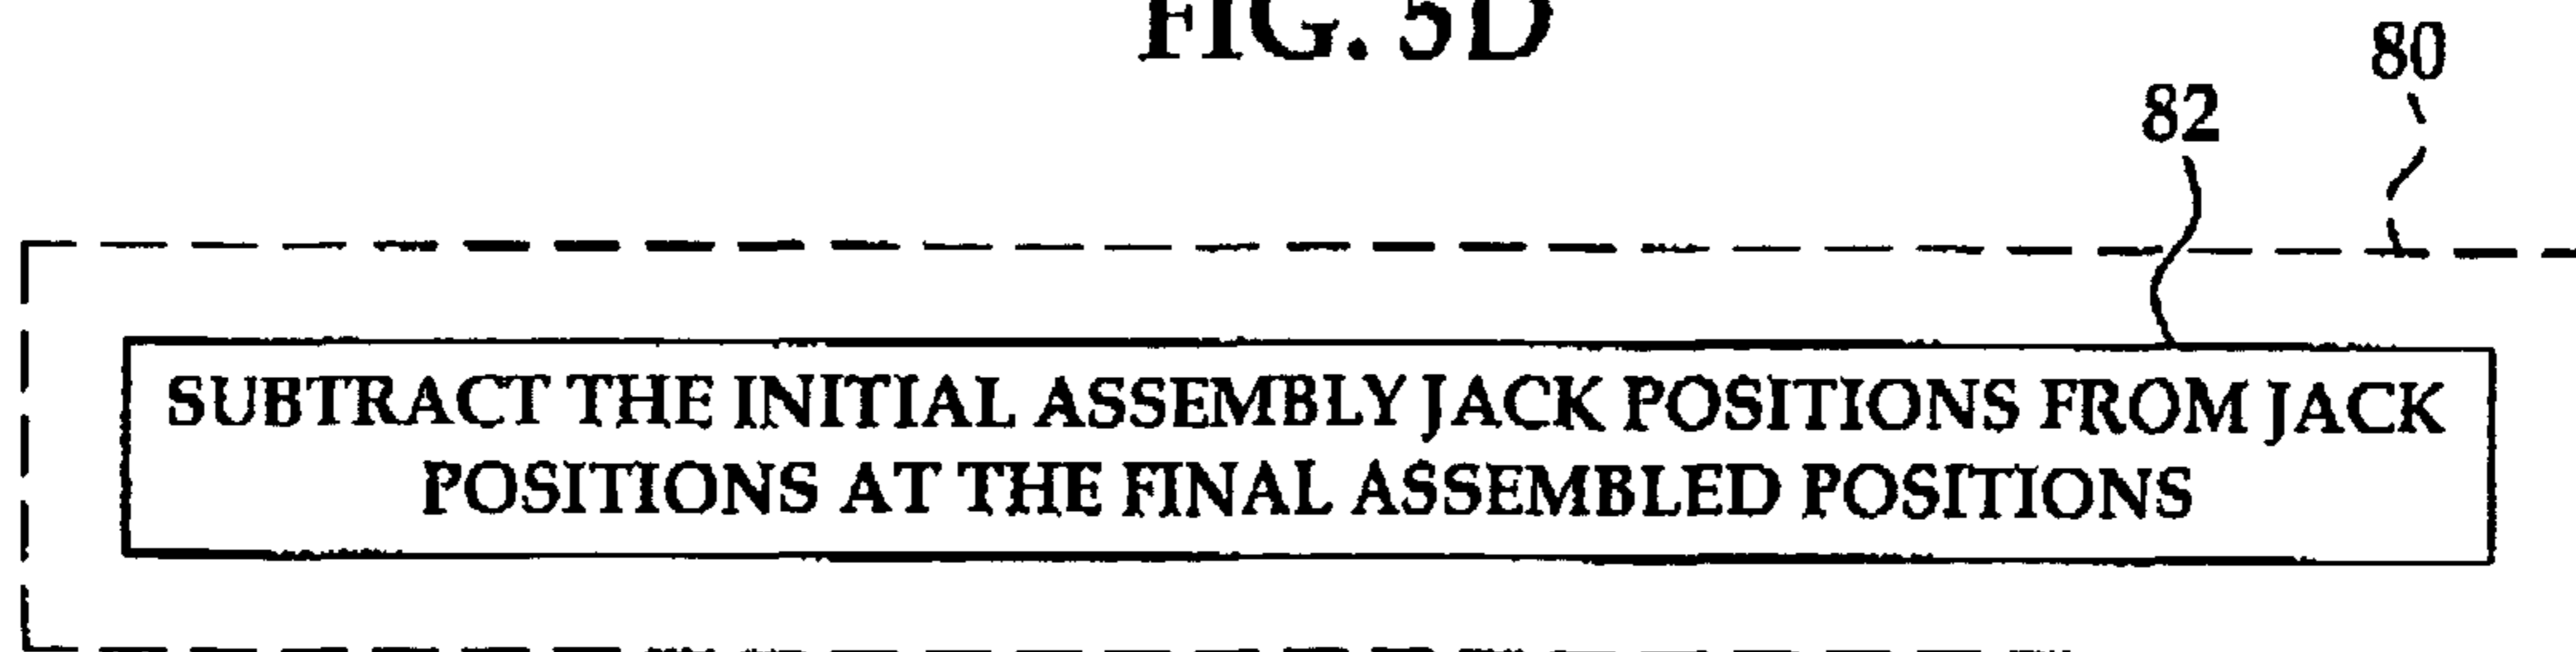 FIG. 5D
80
82
SUBTRACT THE INITIAL ASSEMBLY JACK POSITIONS FROM JACK
POSITIONS AT THE FINAL ASSEMBLED POSITIONS